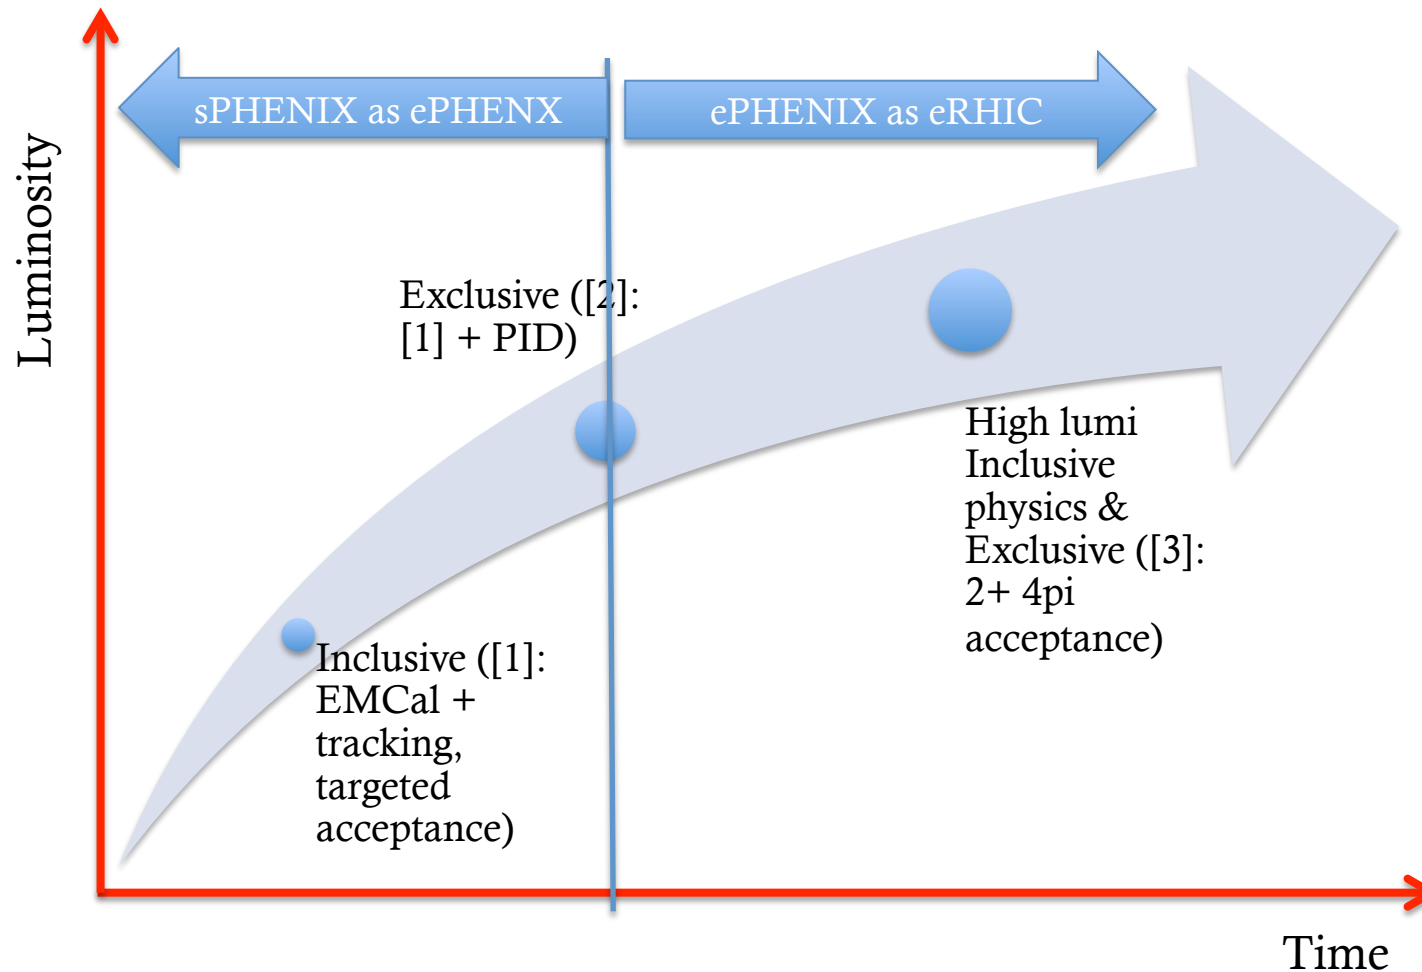 sPHENIX as ePHENX
ePHENIX as eRHIC
Luminosity
Exclusive ([2]:
[1] + PID)
High lumi
Inclusive
physics &
Exclusive ([3]:
2+ 4pi
acceptance)
Inclusive ([1]:
EMCal +
tracking,
targeted
acceptance)
Time